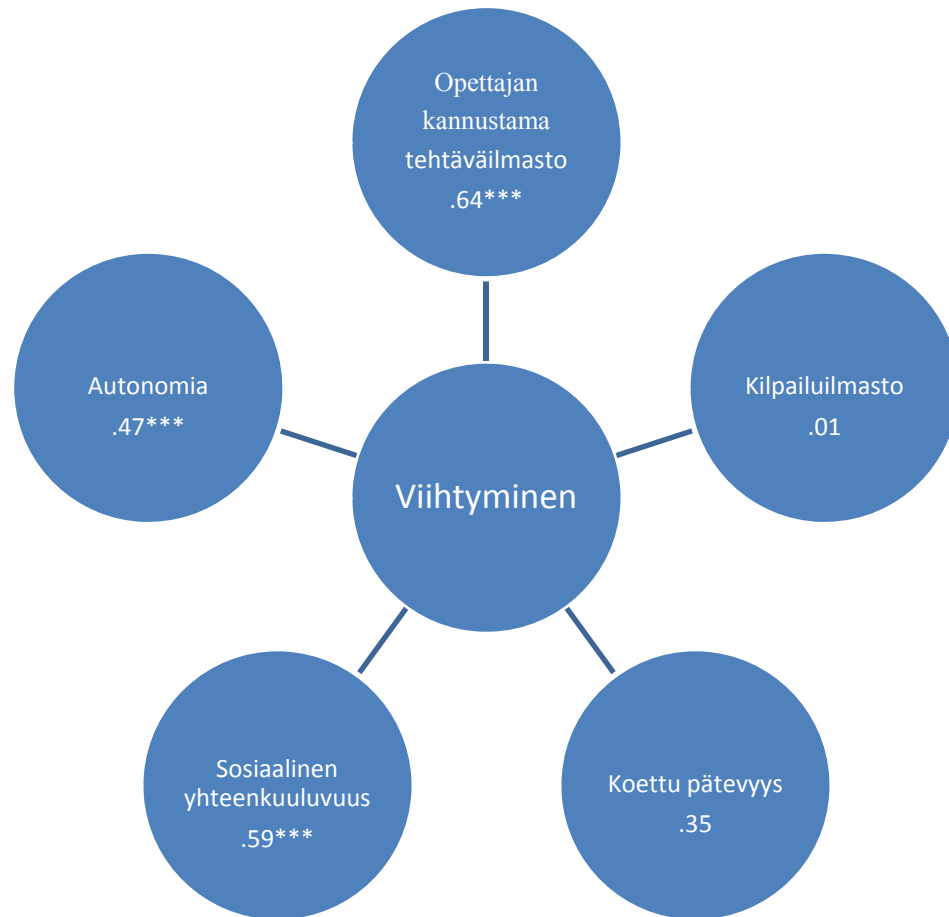 Opettajan
kannustama
tehtäväilmasto
.64***
Autonomia
.47***
Kilpailuilmasto
.01
Viihtyminen
Sosiaalinen
yhteenkuuluvuus
.59***
Koettu pätevyys
.35